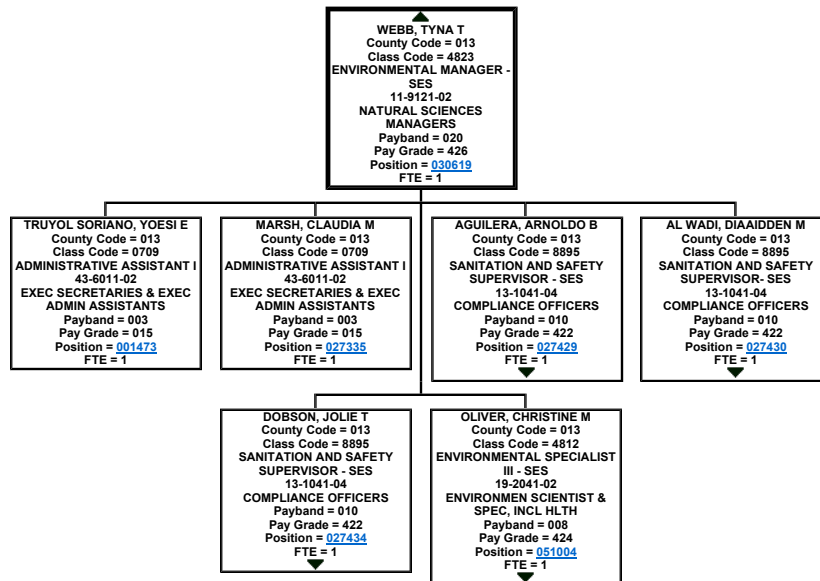 WEBB, TYNA T
County Code = 013
Class Code = 4823
ENVIRONMENTAL MANAGER -
SES
11-9121-02
NATURAL SCIENCES
MANAGERS
Payband = 020
Pay Grade = 426
Position = 030619
FTE = 1
TRUYOL SORIANO, YOESI E
County Code = 013
Class Code = 0709
ADMINISTRATIVE ASSISTANT I
43-6011-02
EXEC SECRETARIES & EXEC
ADMIN ASSISTANTS
Payband = 003
Pay Grade = 015
Position = 001473
FTE = 1
MARSH, CLAUDIA M
County Code = 013
Class Code = 0709
ADMINISTRATIVE ASSISTANT I
43-6011-02
EXEC SECRETARIES & EXEC
ADMIN ASSISTANTS
Payband = 003
Pay Grade = 015
Position = 027335
FTE = 1
AGUILERA, ARNOLDO B
County Code = 013
Class Code = 8895
SANITATION AND SAFETY
SUPERVISOR - SES
13-1041-04
COMPLIANCE OFFICERS
Payband = 010
Pay Grade = 422
Position = 027429
FTE = 1
AL WADI, DIAAIDDEN M
County Code = 013
Class Code = 8895
SANITATION AND SAFETY
SUPERVISOR- SES
13-1041-04
COMPLIANCE OFFICERS
Payband = 010
Pay Grade = 422
Position = 027430
FTE = 1
DOBSON, JOLIE T
County Code = 013
Class Code = 8895
SANITATION AND SAFETY
SUPERVISOR - SES
13-1041-04
COMPLIANCE OFFICERS
Payband = 010
Pay Grade = 422
Position = 027434
FTE = 1
OLIVER, CHRISTINE M
County Code = 013
Class Code = 4812
ENVIRONMENTAL SPECIALIST
III - SES
19-2041-02
ENVIRONMEN SCIENTIST &
SPEC, INCL HLTH
Payband = 008
Pay Grade = 424
Position = 051004
FTE = 1